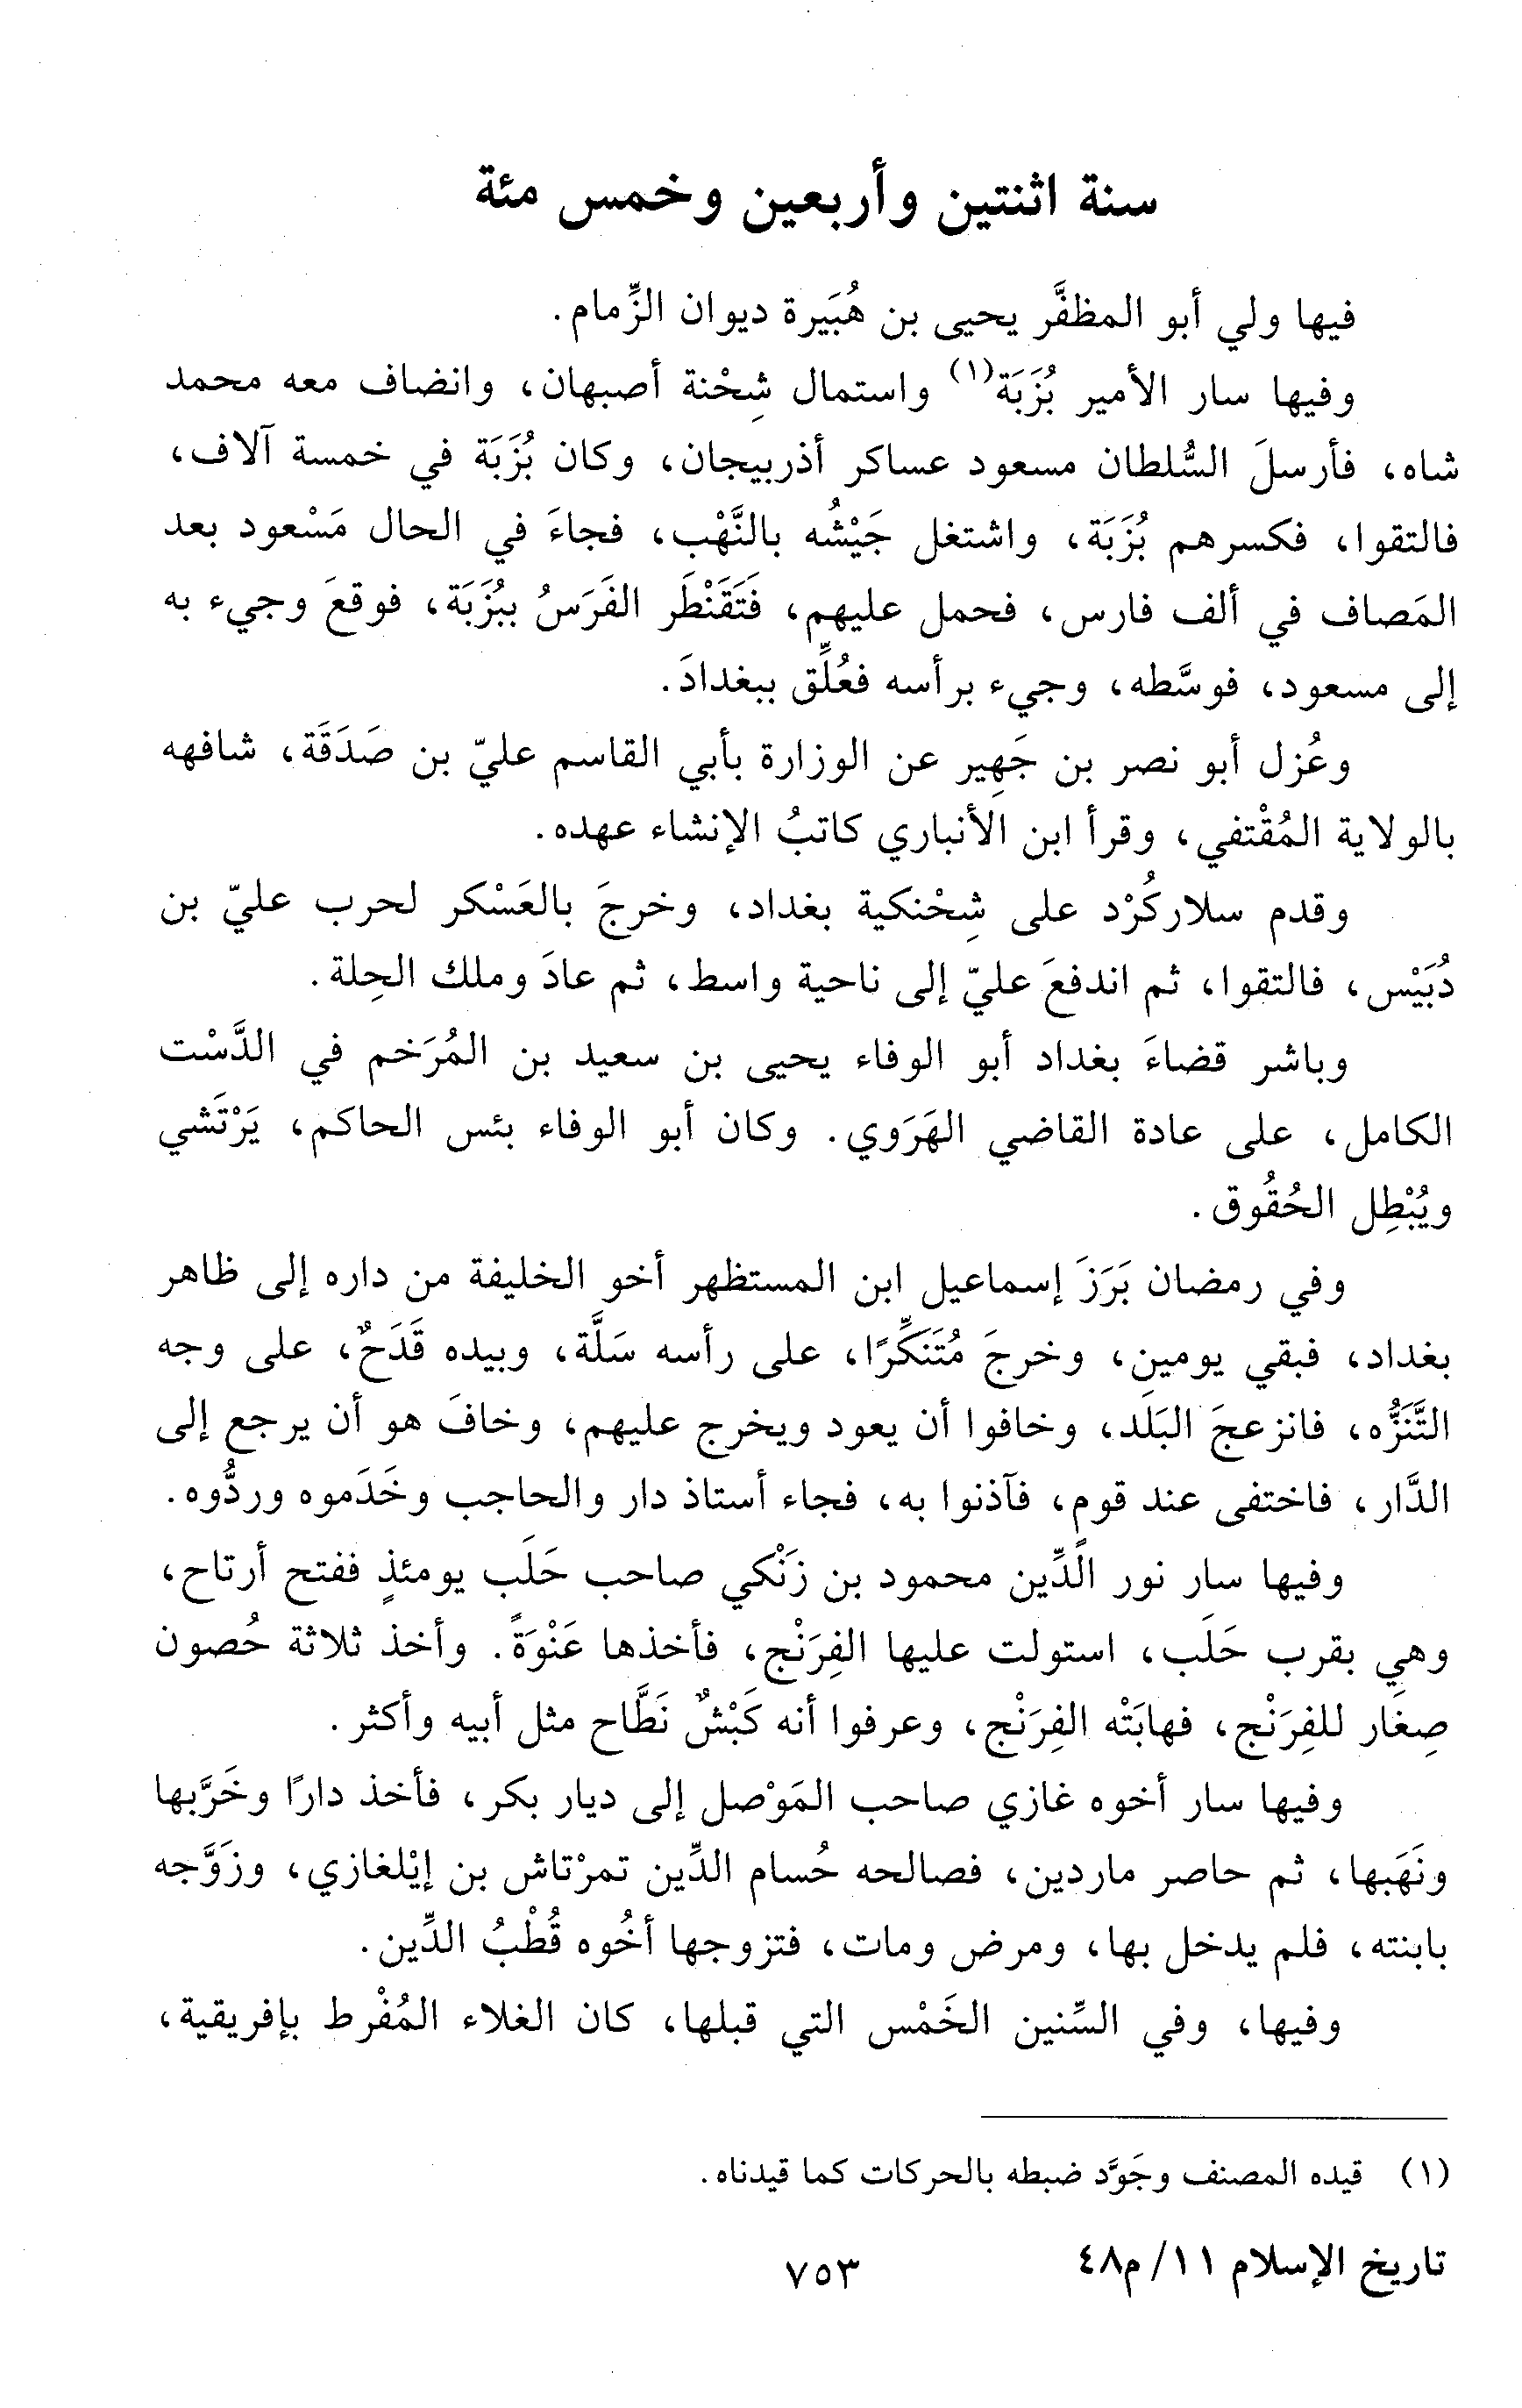 سنة اثنتين وأربعين وخمس مئة
فيها ولي أبو المظفَّر يحيى بن هُبَيرة ديوان الزِّمام.
وفيها سار الأمير بُزَبَة(١) واستمال شِحْنة أصبهان، وانضاف معه محمد
شاه، فأرسلَ السُّلطان مسعود عساكر أذربيجان، وكان بُزَبَة في خمسة آلاف،
فالتقوا، فكسرهم بُزَبَة، واشتغل جَيْشُه بالنَّهْب، فجاءَ في الحال مَسْعود بعد
المَصاف في ألف فارس، فحمل عليهم، فَتَقَنْطَر الفَرَسُ ببُزَبَة، فوقعَ وجيء به
إلى مسعود، فوسَّطه، وجيء برأسه فعُلِّق ببغدادَ.
وعُزل أبو نصر بن جَهِير عن الوزارة بأبي القاسم عليّ بن صَدَقَة، شافهه
بالولاية المُقْتفي، وقرأ ابن الأنباري كاتبُ الإنشاء عهده.
وقدم سلاركُرْد على شِحْنكية بغداد، وخرجَ بالعَسْكر لحرب عليّ بن
دُبَيْس، فالتقوا، ثم اندفعَ عليّ إلى ناحية واسط، ثم عادَ وملك الحِلة.
وباشر قضاءَ بغداد أبو الوفاء يحيى بن سعيد بن المُرَخم في الدَّسْت
الكامل، على عادة القاضي الهَرَوي. وكان أبو الوفاء بئس الحاكم، يَرْتَشي
ويُبْطِل الحُقُوق.
وفي رمضان بَرَزَ إسماعيل ابن المستظهر أخو الخليفة من داره إلى ظاهر
بغداد، فبقي يومين، وخرجَ مُتَنَكِّرًا، على رأسه سَلَّة، وبيده قَدَحٌ، على وجه
التَّنَزُّه، فانزعجَ البَلَد، وخافوا أن يعود ويخرج عليهم، وخافَ هو أن يرجع إلى
الدَّار، فاختفى عند قومٍ، فآذنوا به، فجاء أستاذ دار والحاجب وخَدَموه وردُّوه.
وفيها سار نور الدِّين محمود بن زَنْكي صاحب حَلَب يومئذٍ ففتح أرتاح،
وهي بقرب حَلَب، استولت عليها الفِرَنْج، فأخذها عَنْوَةً. وأخذ ثلاثة حُصون
صِغَار للفِرَنْج، فهابَتْه الفِرَنْج، وعرفوا أنه كَبْشٌ نَطَّاح مثل أبيه وأكثر.
وفيها سار أخوه غازي صاحب المَوْصل إلى ديار بكر، فأخذ دارًا وخَرَّبها
ونَهَبها، ثم حاصر ماردين، فصالحه حُسام الدِّين تمرْتاش بن إيْلغازي، وزَوَّجه
بابنته، فلم يدخل بها، ومرض ومات، فتزوجها أخُوه قُطْبُ الدِّين.
وفيها، وفي السِّنين الخَمْس التي قبلها، كان الغلاء المُفْرط بإفريقية،
(١) قيده المصنف وجَوَّد ضبطه بالحركات كما قيدناه.
تاريخ الإسلام ١١/ م٤٨
٧٥٣